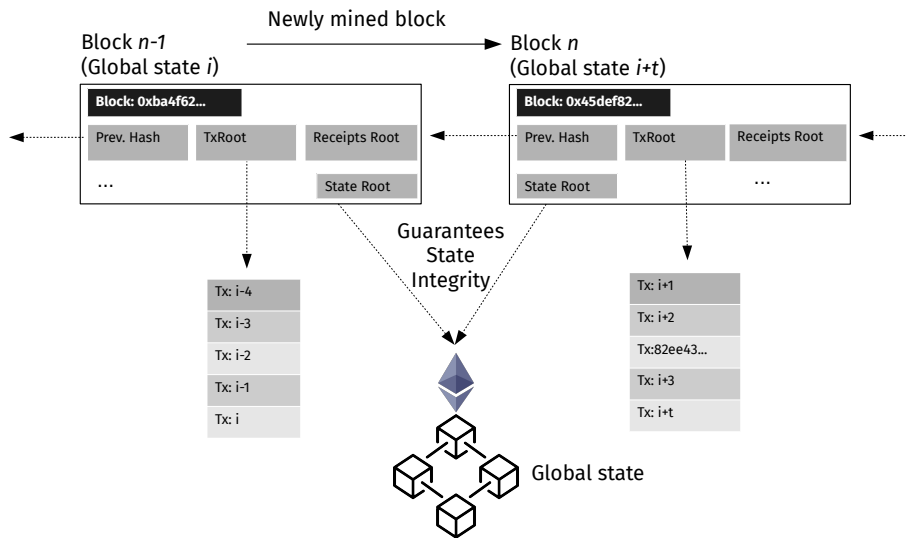 Newly mined block
Block n-1
(Global state i)
Block: 0xba4f62...
Prev. Hash
TxRoot
Receipts Root
...
State Root
Block n
(Global state i+t)
Block: 0x45def82...
Prev. Hash
TxRoot
Receipts Root
State Root
...
Guarantees
State
Integrity
Tx: i-4
Tx: i-3
Tx: i-2
Tx: i-1
Tx: i
Tx: i+1
Tx: i+2
Tx:82ee43...
Tx: i+3
Tx: i+t
Global state